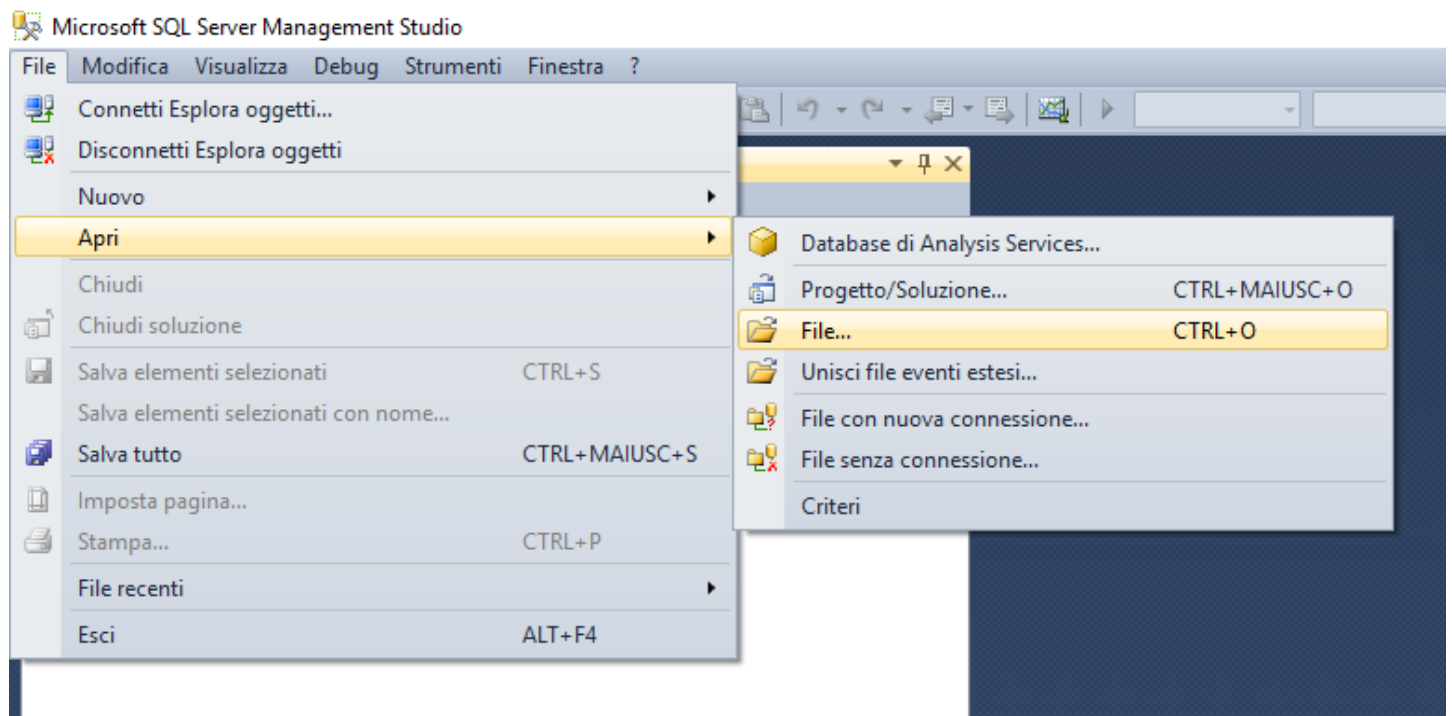 Microsoft SQL Server Management Studio
File Modifica Visualizza Debug Strumenti Finestra ?
Connetti Esplora oggetti...
Disconnetti Esplora oggetti
Nuovo
Apri
Chiudi
Chiudi soluzione
Salva elementi selezionati CTRL+S
Salva elementi selezionati con nome...
Salva tutto CTRL+MAIUSC+S
Imposta pagina...
Stampa... CTRL+P
File recenti
Esci ALT+F4
Database di Analysis Services...
Progetto/Soluzione... CTRL+MAIUSC+O
File... CTRL+O
Unisci file eventi estesi...
File con nuova connessione...
File senza connessione...
Criteri